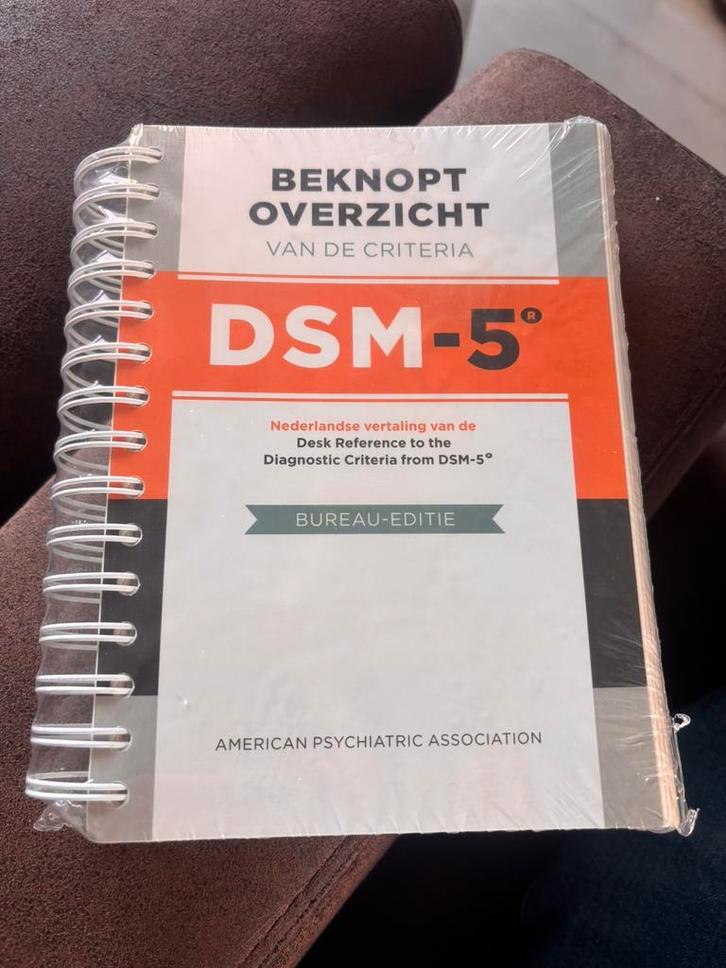 BEKNOPT
OVERZICHT
VAN DE CRITERIA
DSM-5®
Nederlandse vertaling van de
Desk Reference to the
Diagnostic Criteria from DSM-5®
BUREAU-EDITIE
AMERICAN PSYCHIATRIC ASSOCIATION